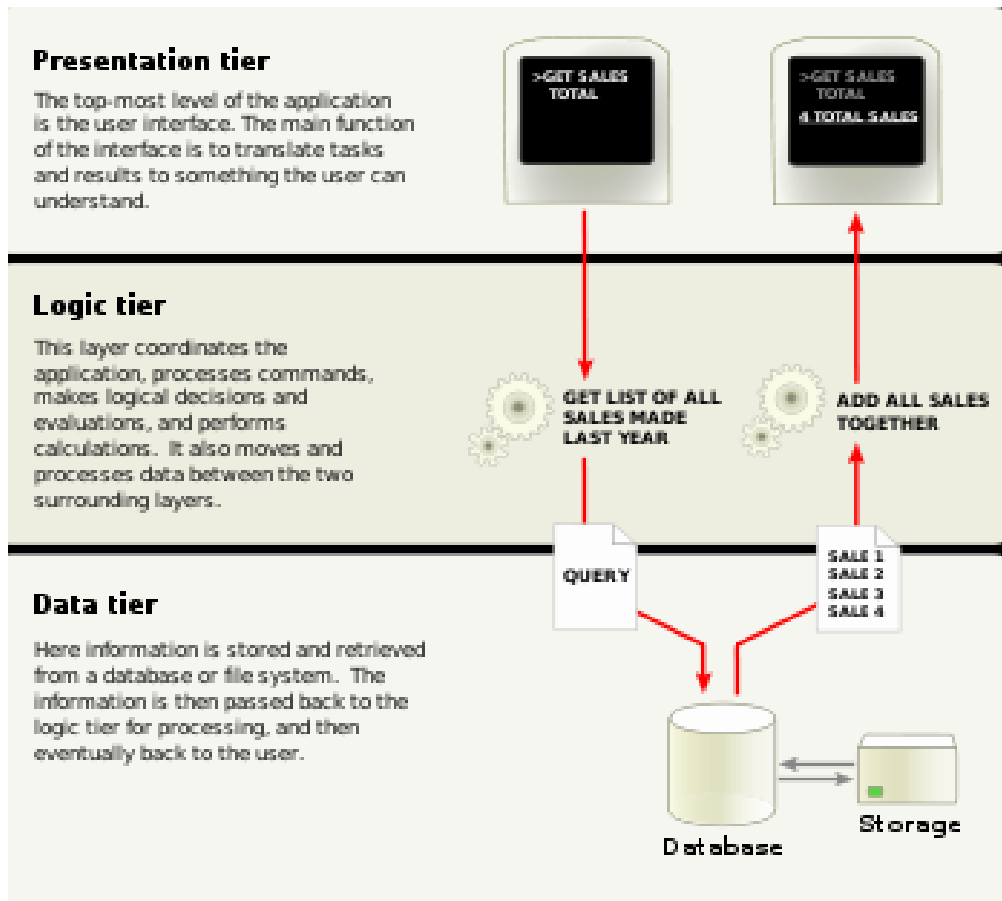 Presentation tier
The top-most level of the application
is the user interface. The main function
of the interface is to translate tasks
and results to something the user can
understand.
>GET SALES
TOTAL
>GET SALES
TOTAL
4 TOTAL SALES
Logic tier
This layer coordinates the
application, processes commands,
makes logical decisions and
evaluations, and performs
calculations. It also moves and
processes data between the two
surrounding layers.
GET LIST OF ALL
SALES MADE
LAST YEAR
ADD ALL SALES
TOGETHER
QUERY
SALE 1
SALE 2
SALE 3
SALE 4
Data tier
Here information is stored and retrieved
from a database or file system. The
information is then passed back to the
logic tier for processing, and then
eventually back to the user.
Database
Storage